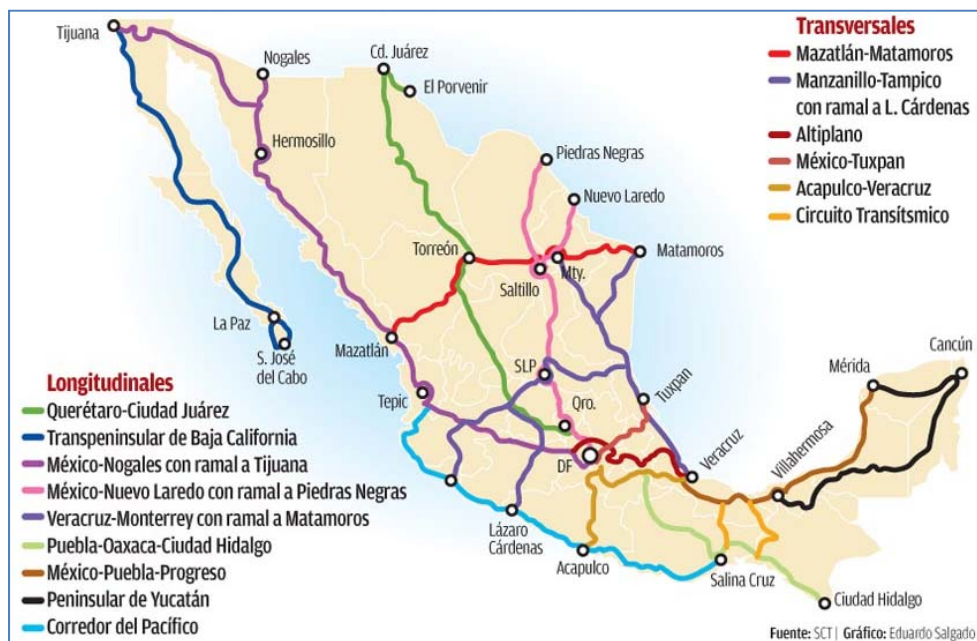 Tijuana
Nogales
Cd. Juárez
El Porvenir
Hermosillo
Piedras Negras
Nuevo Laredo
Torreón
Matamoros
Saltillo
Mty.
La Paz
S. José
del Cabo
Mazatlán
Tepic
SLP
Qro.
Tuxpan
DF
Veracruz
Villahermosa
Mérida
Cancún
Lázaro
Cárdenas
Acapulco
Salina Cruz
Ciudad Hidalgo
Transversales
Mazatlán-Matamoros
Manzanillo-Tampico
con ramal a L. Cárdenas
Altiplano
México-Tuxpan
Acapulco-Veracruz
Circuito Transítsmico
Longitudinales
Querétaro-Ciudad Juárez
Transpeninsular de Baja California
México-Nogales con ramal a Tijuana
México-Nuevo Laredo con ramal a Piedras Negras
Veracruz-Monterrey con ramal a Matamoros
Puebla-Oaxaca-Ciudad Hidalgo
México-Puebla-Progreso
Peninsular de Yucatán
Corredor del Pacífico
Fuente: SCT | Gráfico: Eduardo Salgado